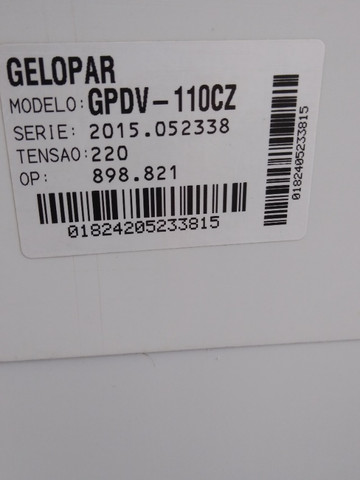 GELOPAR
MODELO: GPDV-110CZ
SERIE: 2015.052338
TENSAO: 220
OP: 898.821
01824205233815
01824205233815